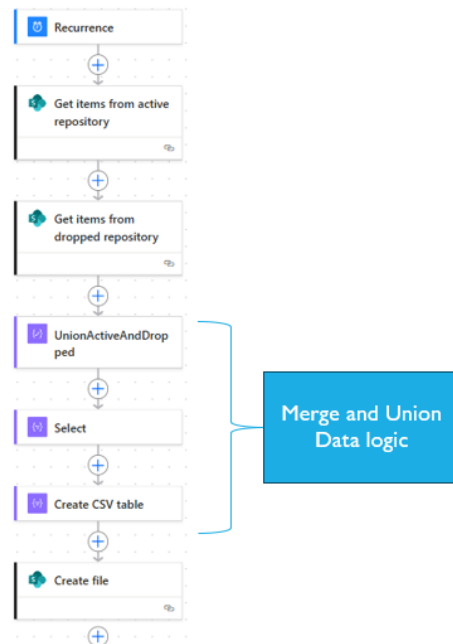 Recurrence
Get items from active
repository
Get items from
dropped repository
UnionActiveAndDrop
ped
Select
Merge and Union
Data logic
Create CSV table
Create file